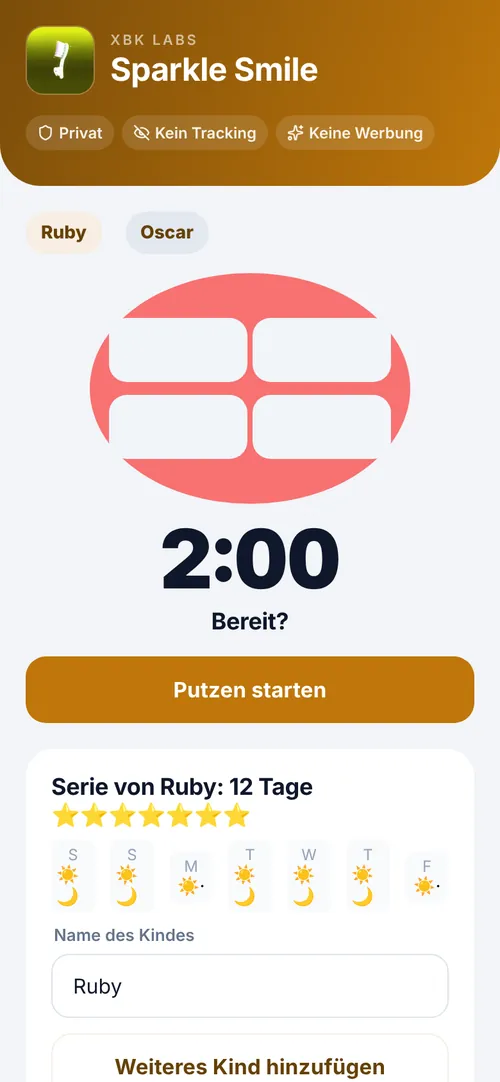 XBK LABS
Sparkle Smile
Privat Kein Tracking Keine Werbung
Ruby Oscar
2:00
Bereit?
Putzen starten
Serie von Ruby: 12 Tage
⭐⭐⭐⭐⭐⭐⭐
S S M T W T F
Name des Kindes
Ruby
Weiteres Kind hinzufügen